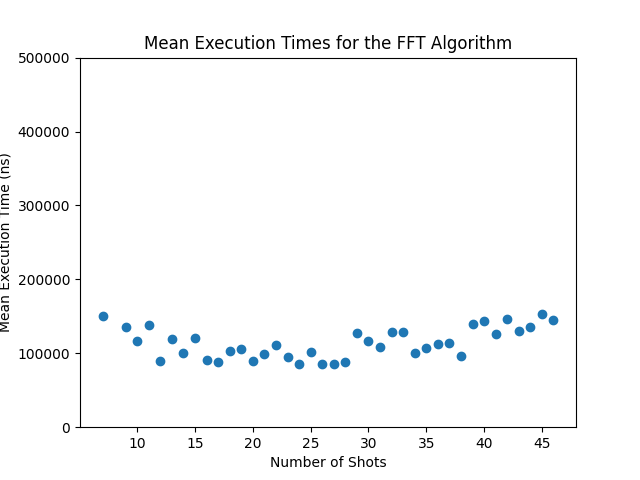 Mean Execution Times for the FFT Algorithm
500000
400000
300000
200000
100000
0
Mean Execution Time (ns)
10 15 20 25 30 35 40 45
Number of Shots